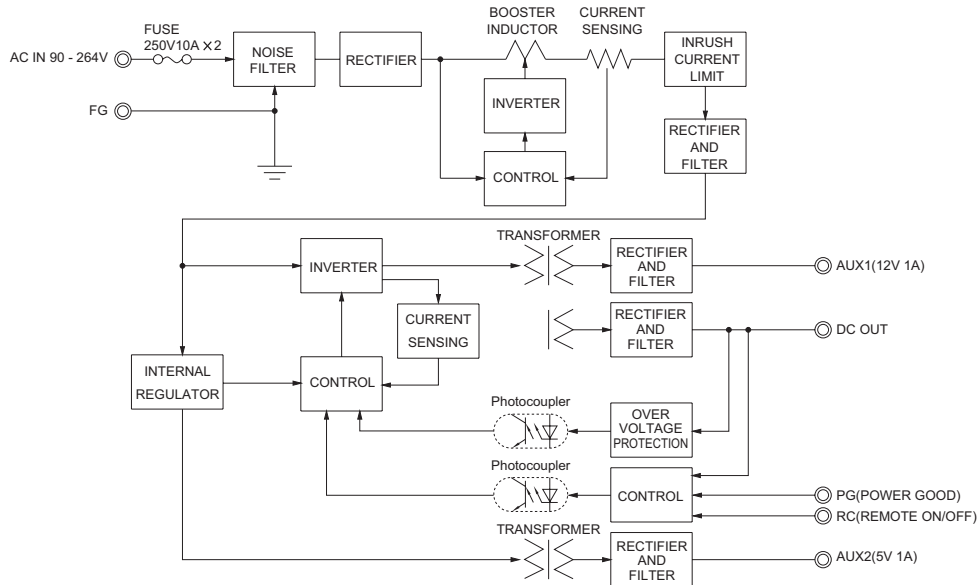 BOOSTER
INDUCTOR
CURRENT
SENSING
FUSE
250V10A ×2
AC IN 90 - 264V
NOISE
FILTER
RECTIFIER
INRUSH
CURRENT
LIMIT
FG
INVERTER
RECTIFIER
AND
FILTER
CONTROL
TRANSFORMER
INVERTER
RECTIFIER
AND
FILTER
AUX1(12V 1A)
CURRENT
SENSING
RECTIFIER
AND
FILTER
DC OUT
INTERNAL
REGULATOR
CONTROL
Photocoupler
OVER
VOLTAGE
PROTECTION
Photocoupler
CONTROL
PG(POWER GOOD)
RC(REMOTE ON/OFF)
TRANSFORMER
RECTIFIER
AND
FILTER
AUX2(5V 1A)